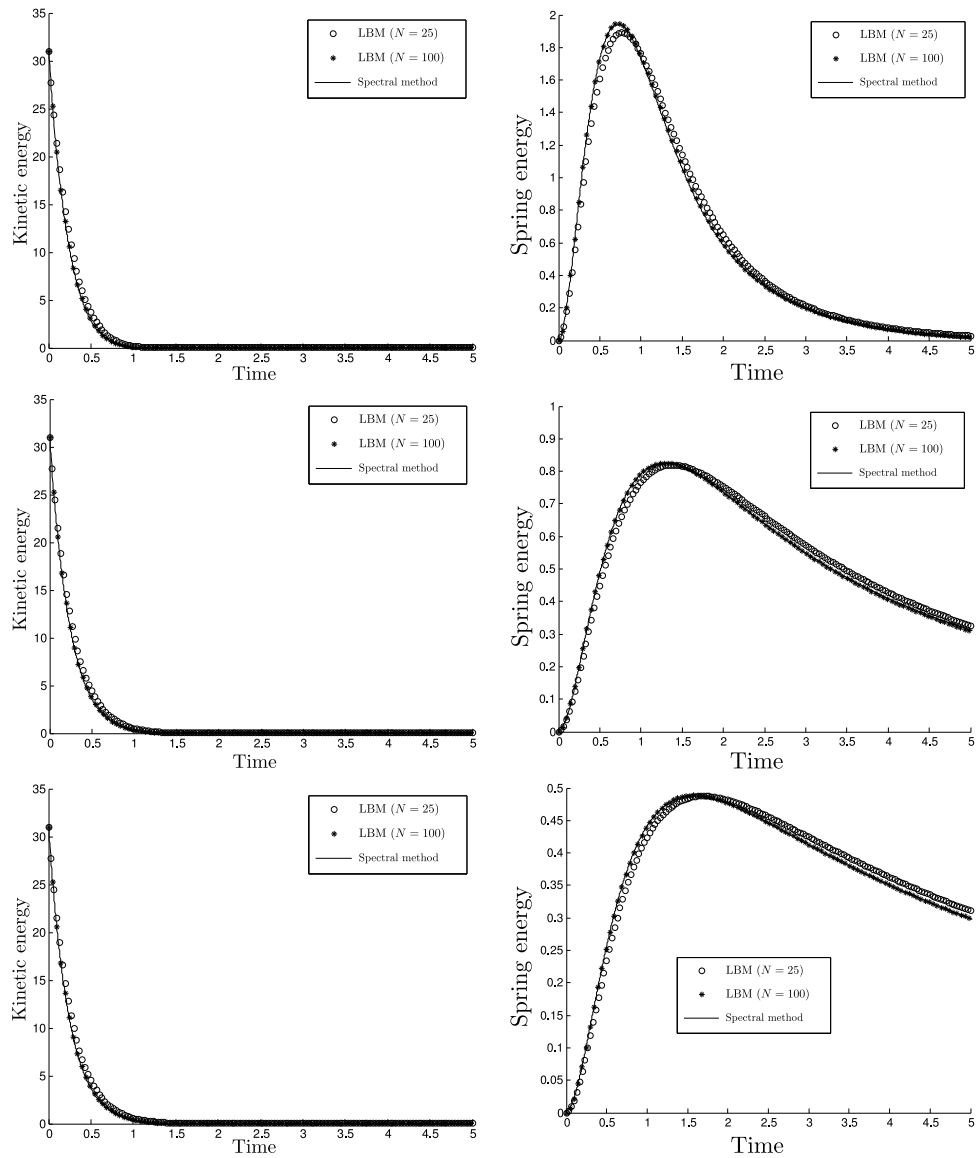 35
30
25
20
15
10
5
0
Kinetic energy
0 0.5 1 1.5 2 2.5 3 3.5 4 4.5 5
Time
LBM (N = 25)
LBM (N = 100)
Spectral method
2
1.8
1.6
1.4
1.2
1
0.8
0.6
0.4
0.2
0
Spring energy
0 0.5 1 1.5 2 2.5 3 3.5 4 4.5 5
Time
LBM (N = 25)
LBM (N = 100)
Spectral method
35
30
25
20
15
10
5
0
Kinetic energy
0 0.5 1 1.5 2 2.5 3 3.5 4 4.5 5
Time
LBM (N = 25)
LBM (N = 100)
Spectral method
1
0.9
0.8
0.7
0.6
0.5
0.4
0.3
0.2
0.1
0
Spring energy
0 0.5 1 1.5 2 2.5 3 3.5 4 4.5 5
Time
LBM (N = 25)
LBM (N = 100)
Spectral method
35
30
25
20
15
10
5
0
Kinetic energy
0 0.5 1 1.5 2 2.5 3 3.5 4 4.5 5
Time
LBM (N = 25)
LBM (N = 100)
Spectral method
0.5
0.45
0.4
0.35
0.3
0.25
0.2
0.15
0.1
0.05
0
Spring energy
0 0.5 1 1.5 2 2.5 3 3.5 4 4.5 5
Time
LBM (N = 25)
LBM (N = 100)
Spectral method